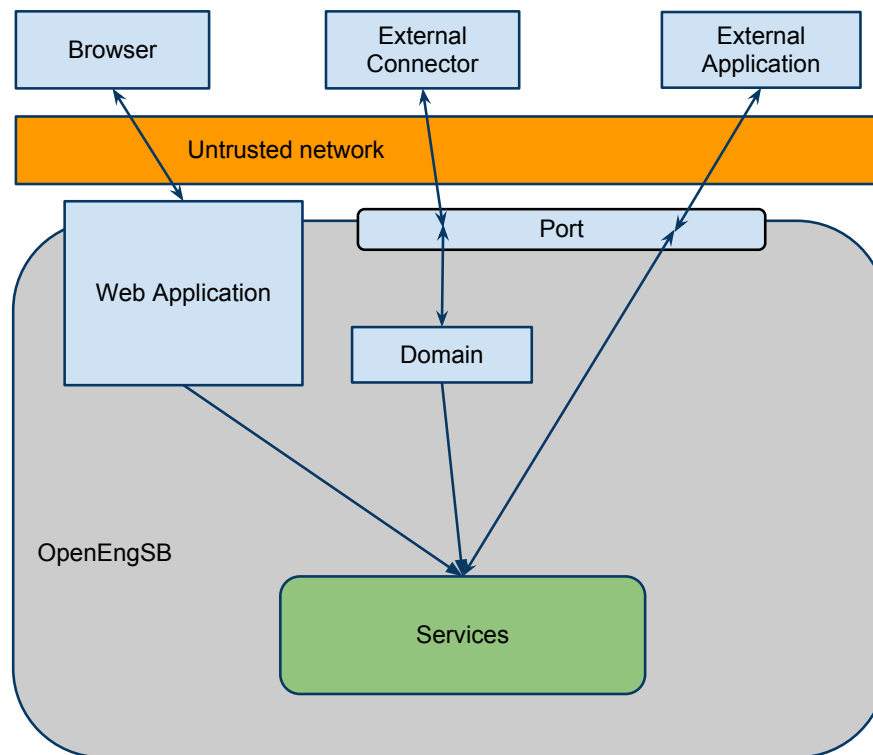 Browser
External
Connector
External
Application
Untrusted network
Port
Web Application
Domain
OpenEngSB
Services